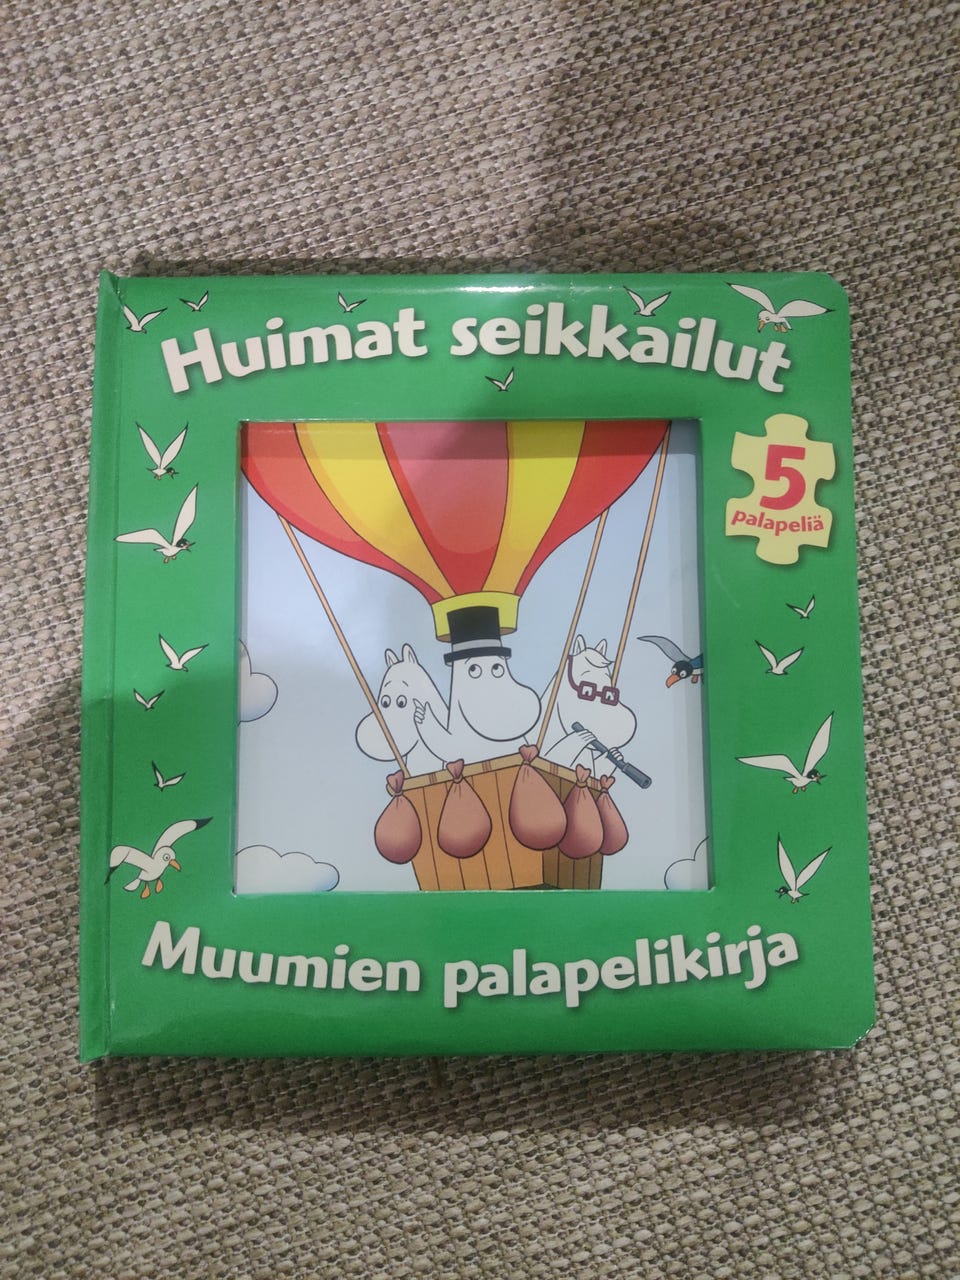 Huimat seikkailut
5
palapeliä
Muumien palapelikirja